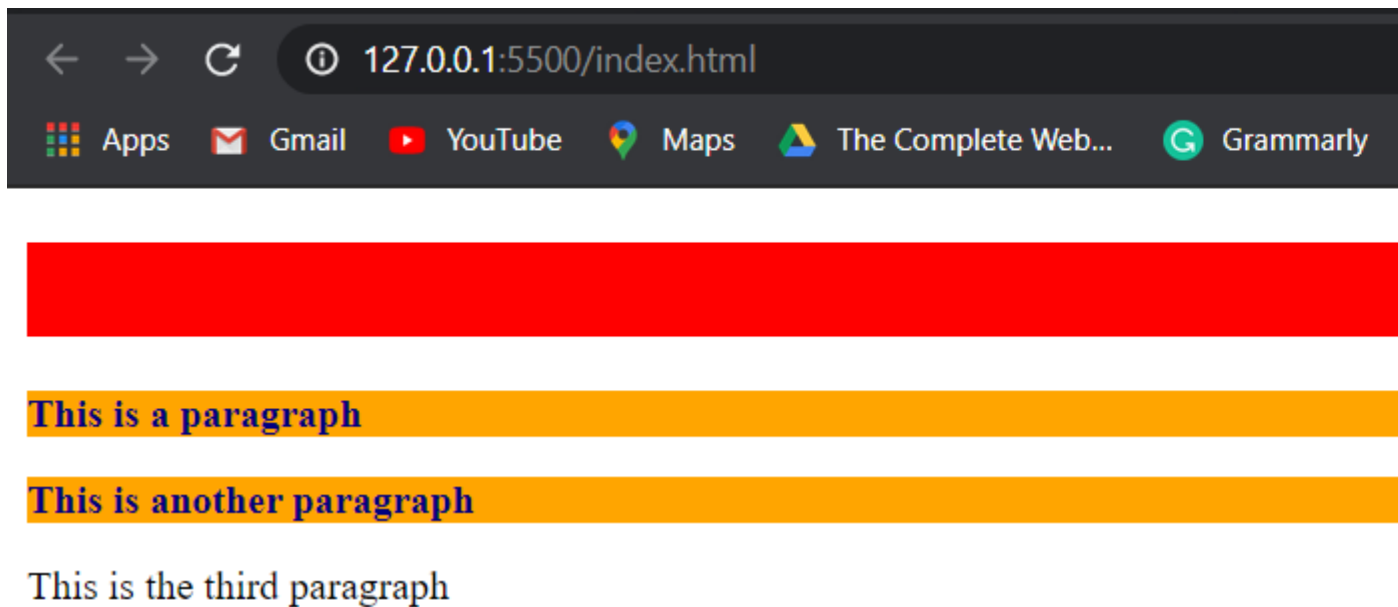 127.0.0.1:5500/index.html
Apps Gmail YouTube Maps The Complete Web... Grammarly
This is a paragraph
This is another paragraph
This is the third paragraph